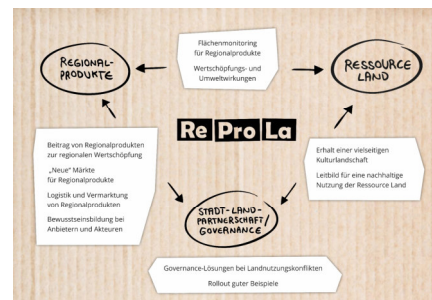 Flächenmonitoring
für Regionalprodukte
Wertschöpfungs- und
Umweltwirkungen
REGIONAL-
PRODUKTE
RESSOURCE
LAND
Re Pro La
Beitrag von Regionalprodukten
zur regionalen Wertschöpfung
„Neue“ Märkte
für Regionalprodukte
Logistik und Vermarktung
von Regionalprodukten
Bewusstseinsbildung bei
Anbietern und Akteuren
Erhalt einer vielseitigen
Kulturlandschaft
Leitbild für eine nachhaltige
Nutzung der Ressource Land
STADT-LAND-
PARTNERSCHAFT/
GOVERNANCE
Governance-Lösungen bei Landnutzungskonflikten
Rollout guter Beispiele